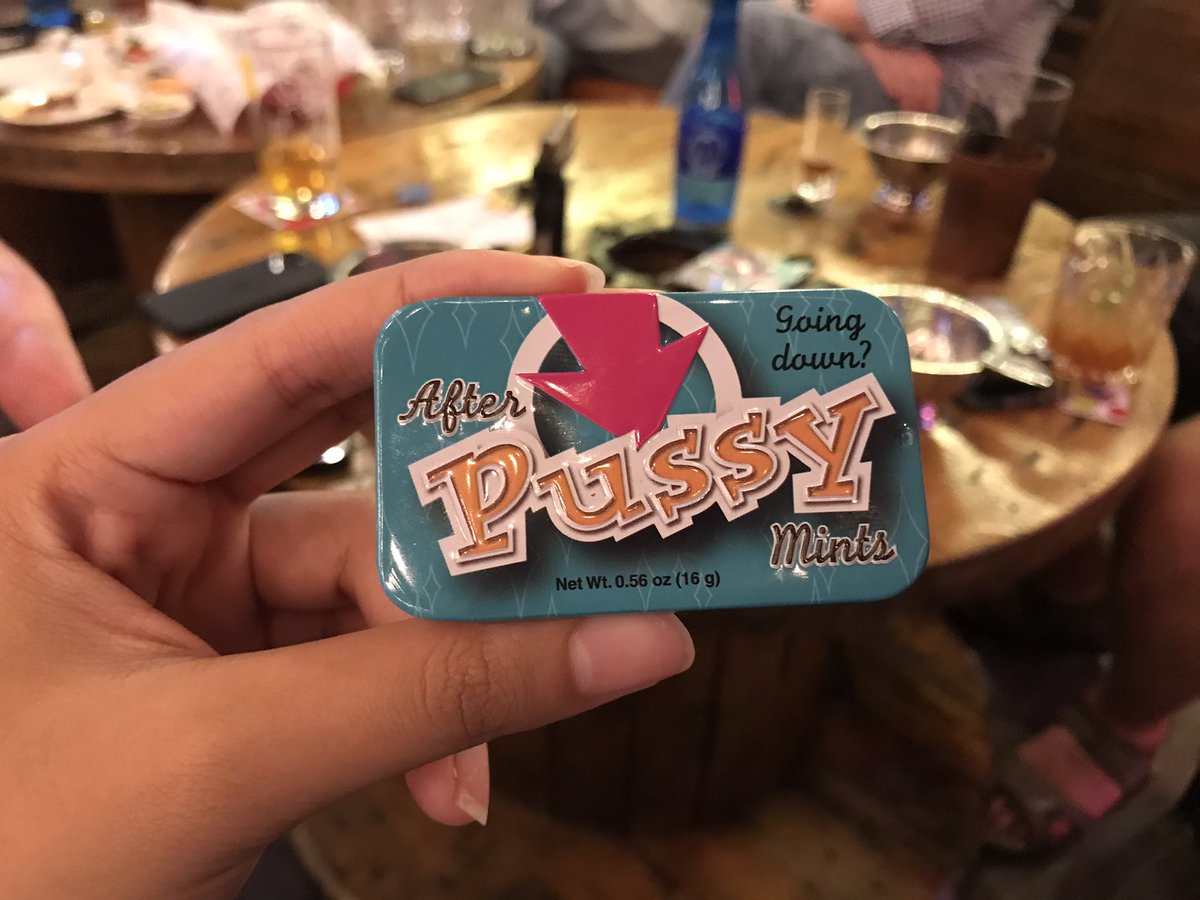 Going
down?
After
Pussy
Mints
Net Wt. 0.56 oz (16 g)